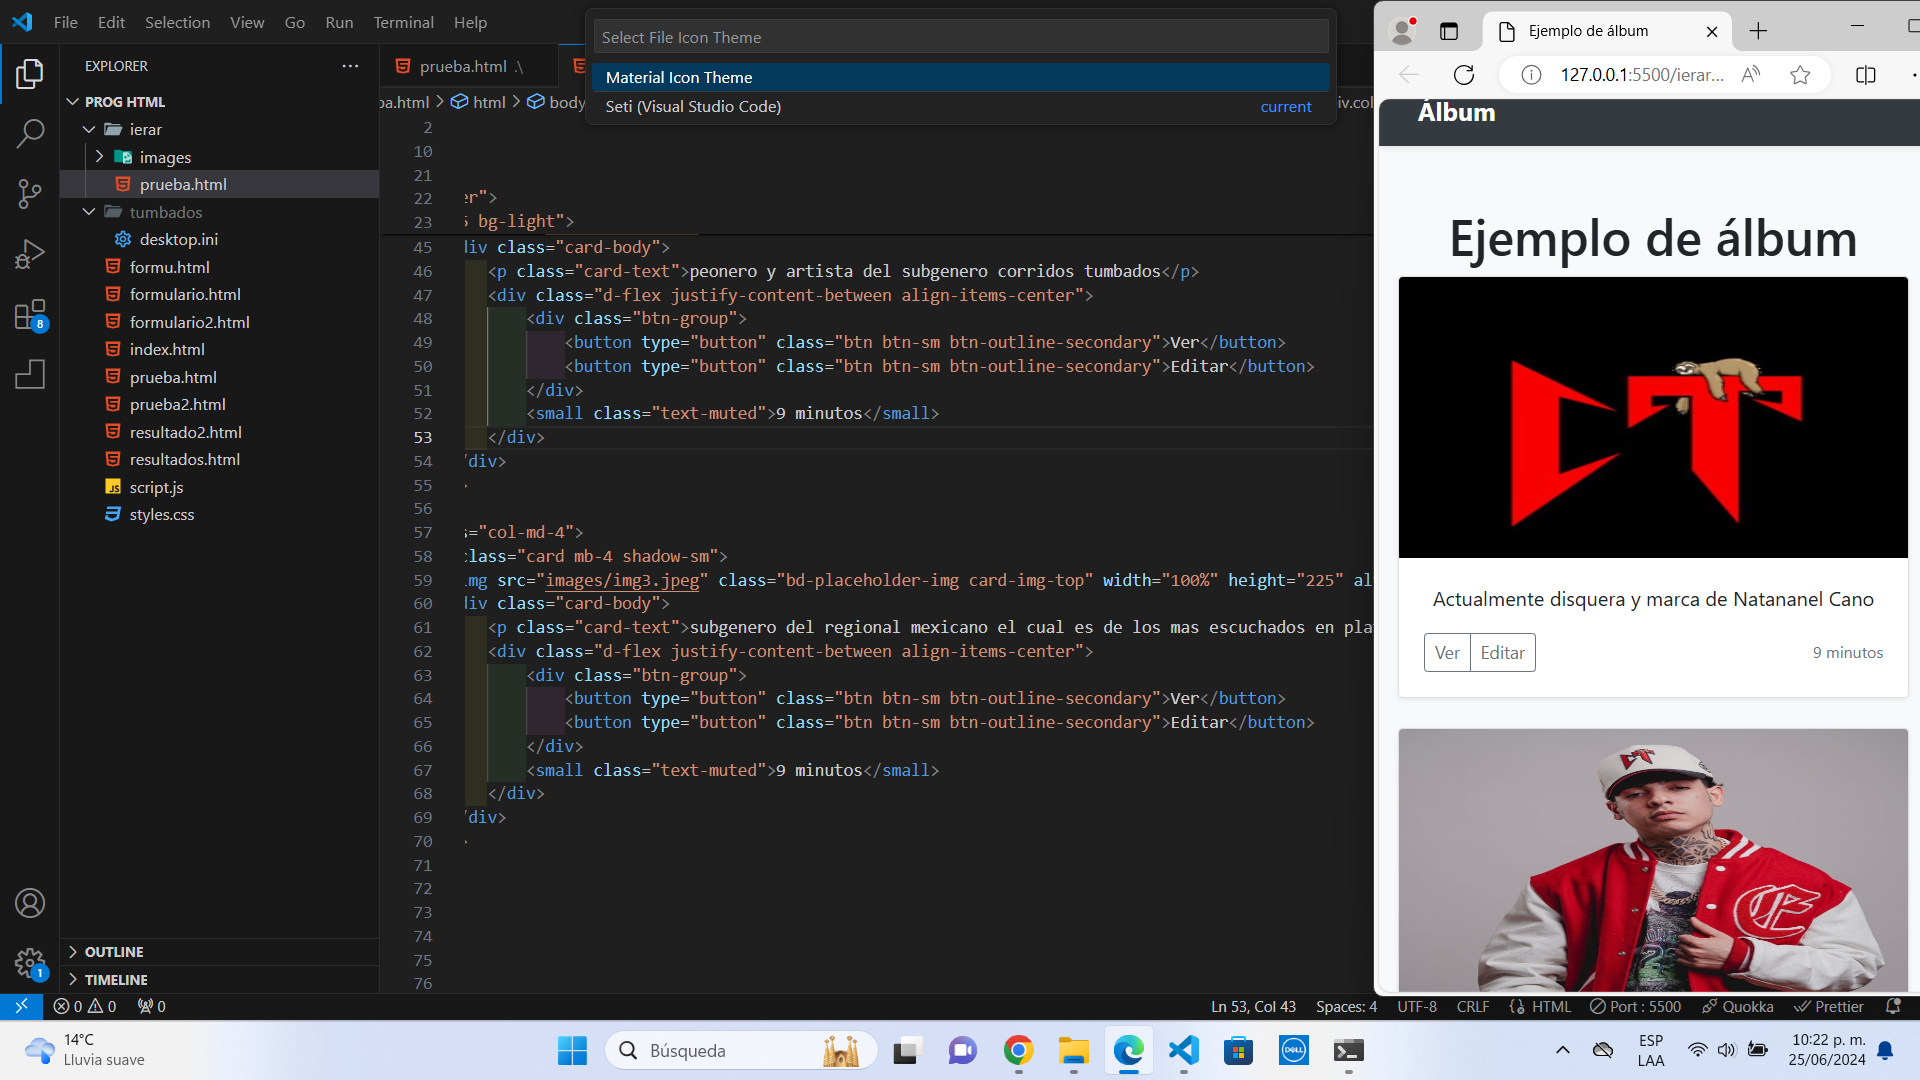 File Edit Selection View Go Run Terminal Help
Select File Icon Theme
Material Icon Theme
Seti (Visual Studio Code) current
EXPLORER
PROG HTML
ierar
images
prueba.html
tumbados
desktop.ini
formu.html
formulario.html
formulario2.html
index.html
prueba.html
prueba2.html
resultado2.html
resultados.html
script.js
styles.css
OUTLINE
TIMELINE
8
1
prueba.html .\
ba.html > html > body
iv.col
2
10
21
22 er">
23 5 bg-light">
45 div class="card-body">
46 <p class="card-text">peonero y artista del subgenero corridos tumbados</p>
47 <div class="d-flex justify-content-between align-items-center">
48 <div class="btn-group">
49 <button type="button" class="btn btn-sm btn-outline-secondary">Ver</button>
50 <button type="button" class="btn btn-sm btn-outline-secondary">Editar</button>
51 </div>
52 <small class="text-muted">9 minutos</small>
53 </div>
54 /div>
55 >
56
57 s="col-md-4">
58 class="card mb-4 shadow-sm">
59 img src="images/img3.jpeg" class="bd-placeholder-img card-img-top" width="100%" height="225" al
60 div class="card-body">
61 <p class="card-text">subgenero del regional mexicano el cual es de los mas escuchados en pla
62 <div class="d-flex justify-content-between align-items-center">
63 <div class="btn-group">
64 <button type="button" class="btn btn-sm btn-outline-secondary">Ver</button>
65 <button type="button" class="btn btn-sm btn-outline-secondary">Editar</button>
66 </div>
67 <small class="text-muted">9 minutos</small>
68 </div>
69 /div>
70 >
71
72
73
74
75
76
Ejemplo de álbum
127.0.0.1:5500/ierar...
Álbum
Ejemplo de álbum
CT
Actualmente disquera y marca de Natananel Cano
Ver Editar 9 minutos
0 0 0
Ln 53, Col 43 Spaces: 4 UTF-8 CRLF HTML Port : 5500 Quokka Prettier
14°C
Lluvia suave
Búsqueda
DELL
ESP
LAA
10:22 p. m.
25/06/2024